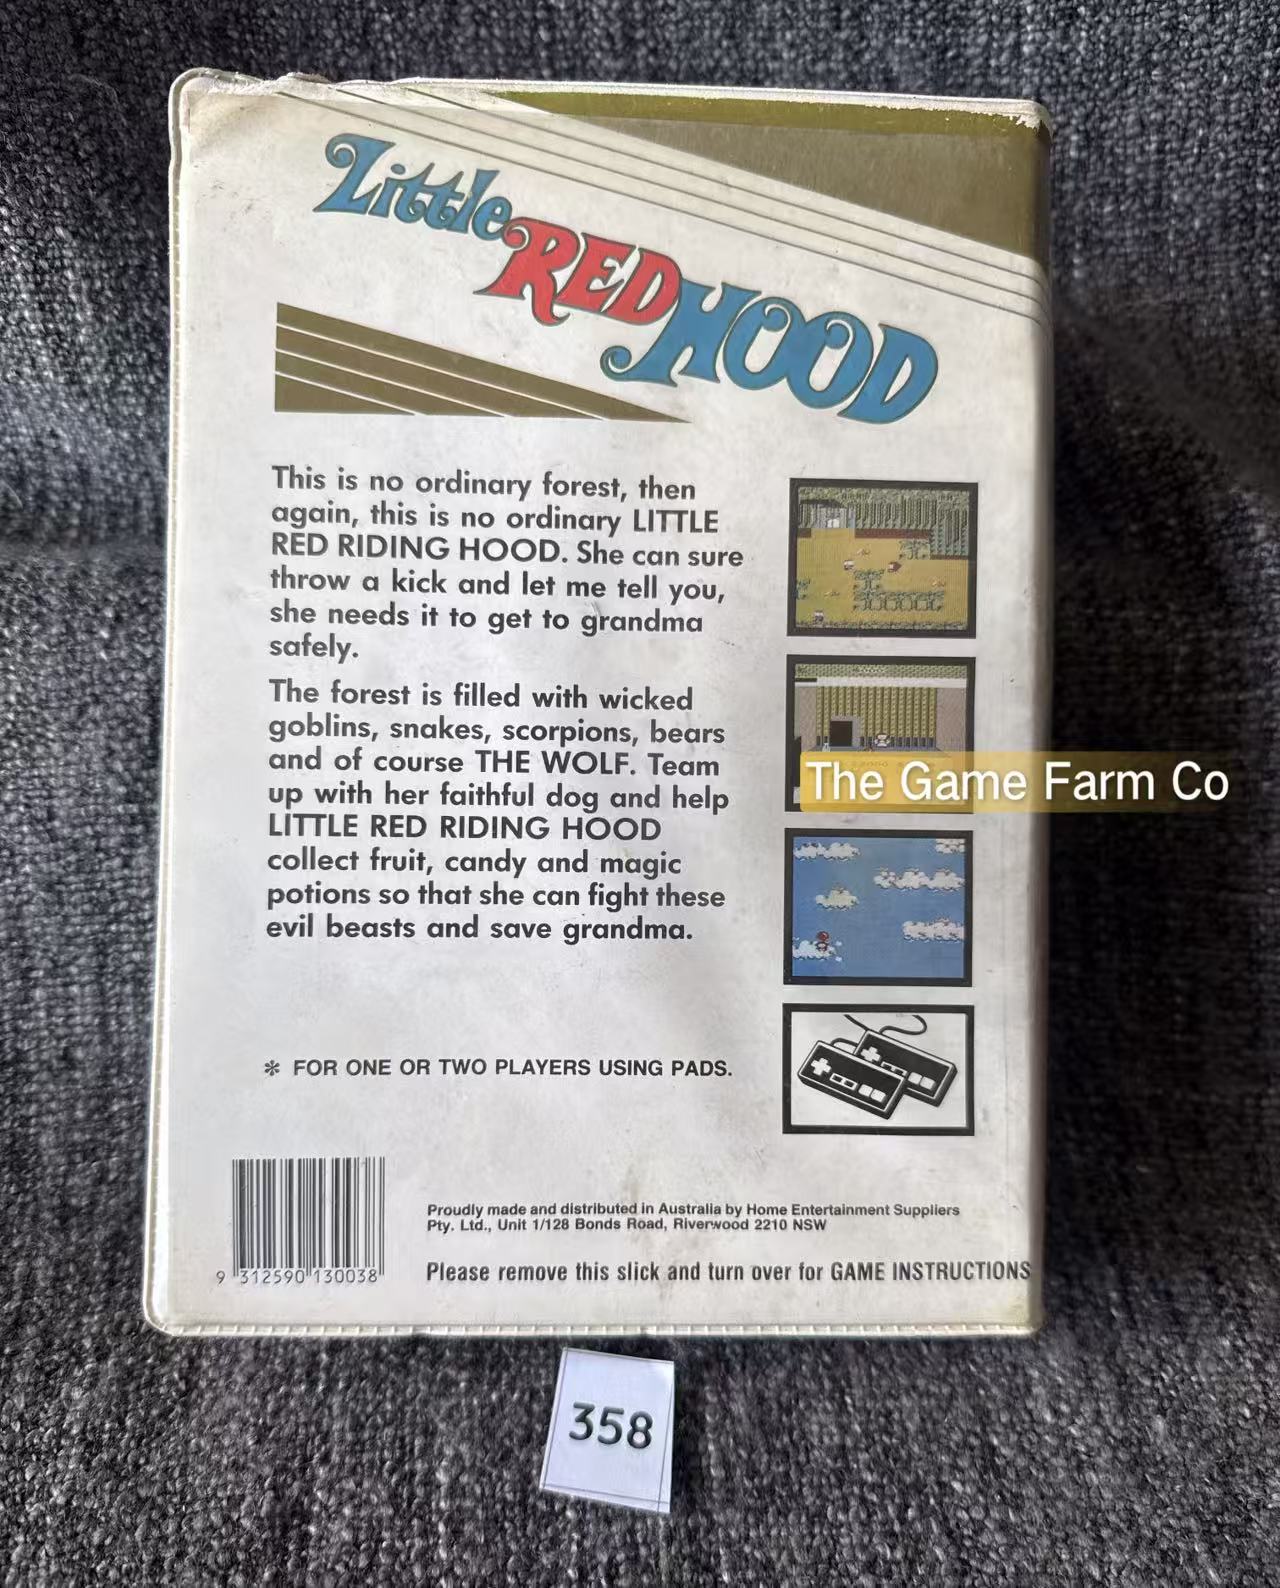 Little RED HOOD
This is no ordinary forest, then
again, this is no ordinary LITTLE
RED RIDING HOOD. She can sure
throw a kick and let me tell you,
she needs it to get to grandma
safely.
The forest is filled with wicked
goblins, snakes, scorpions, bears
and of course THE WOLF. Team
up with her faithful dog and help
LITTLE RED RIDING HOOD
collect fruit, candy and magic
potions so that she can fight these
evil beasts and save grandma.
The Game Farm Co
✻ FOR ONE OR TWO PLAYERS USING PADS.
Proudly made and distributed in Australia by Home Entertainment Suppliers
Pty. Ltd., Unit 1/128 Bonds Road, Riverwood 2210 NSW
9 312590 130038
Please remove this slick and turn over for GAME INSTRUCTIONS
358